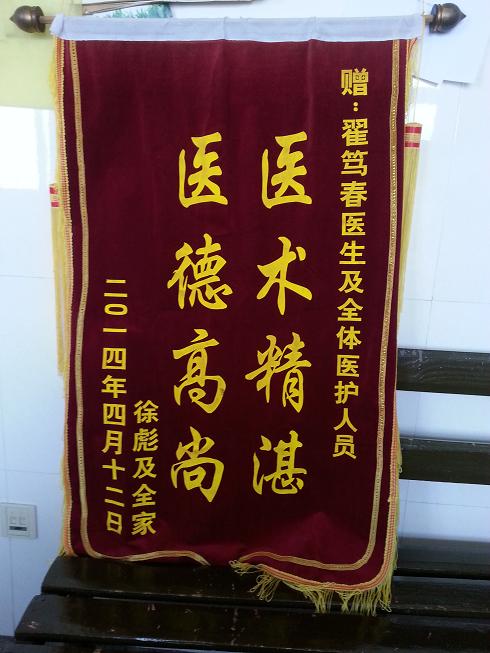 赠：翟笃春医生及全体医护人员
医术精湛
医德高尚
徐彪及全家
二〇一四年四月十二日